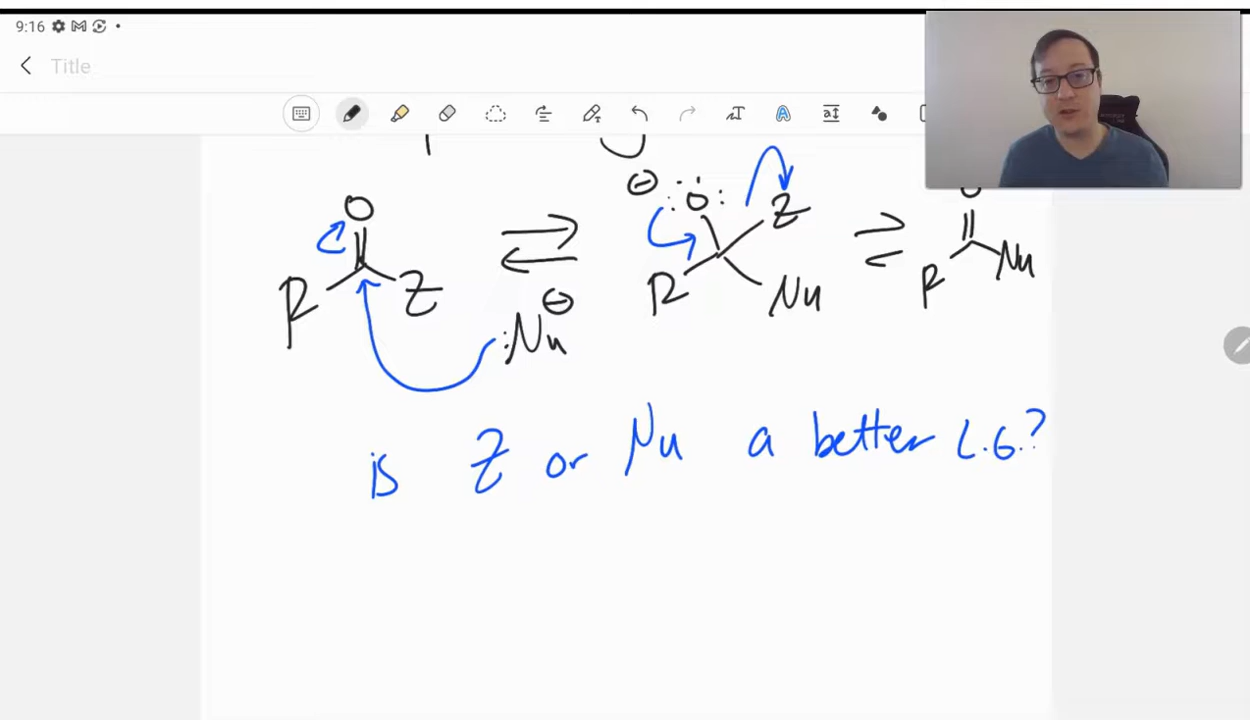 9:16
Title
O
R
Z
:Nu
⊖
⊖
:Ö:
Z
R
Nu
R
Nu
is Z or Nu a better L.G.?